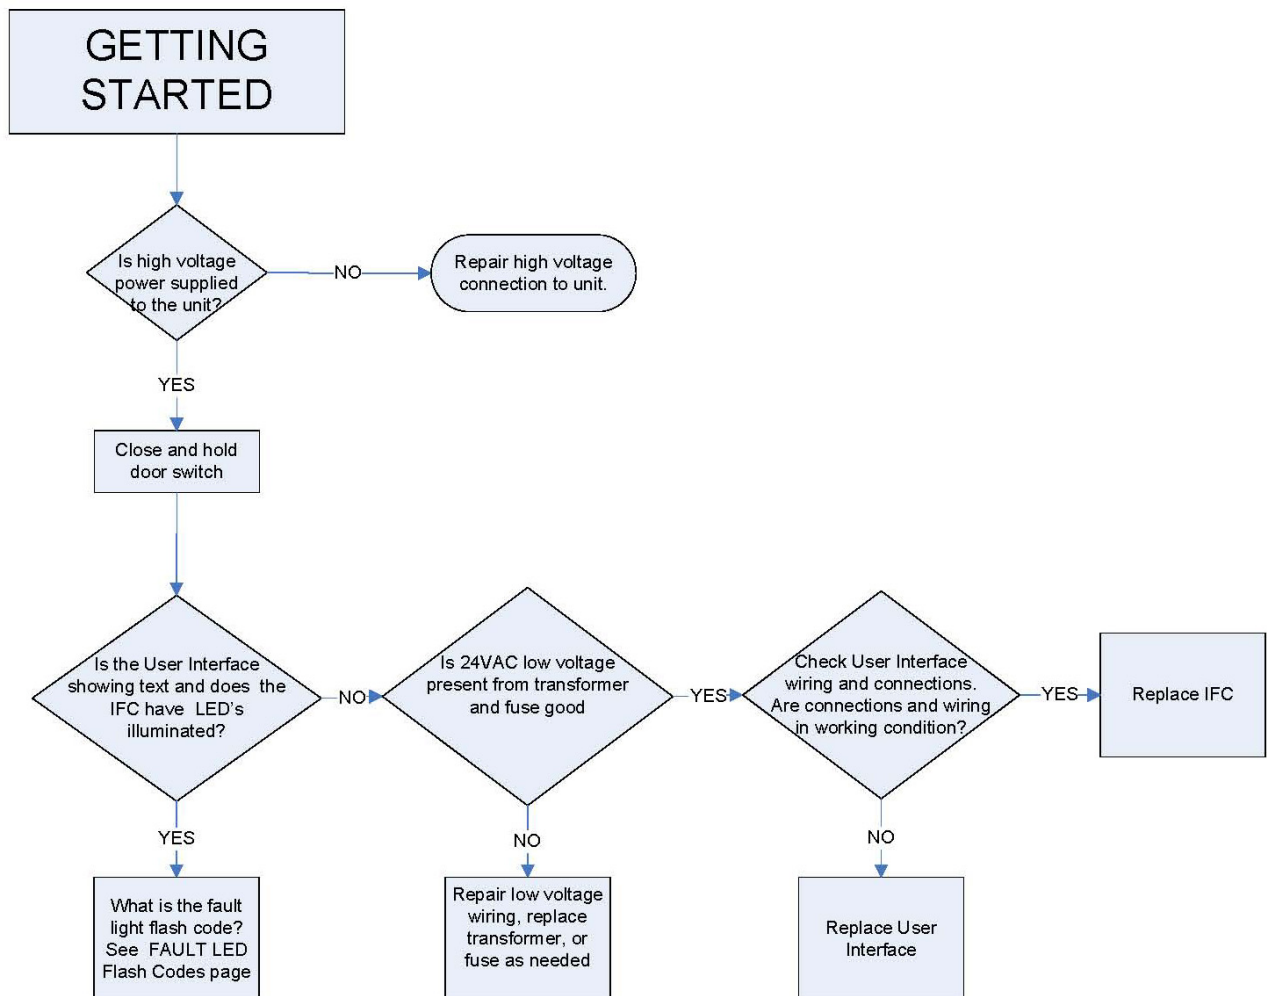 GETTING
STARTED
Is high voltage
power supplied
to the unit?
NO
Repair high voltage
connection to unit.
YES
Close and hold
door switch
Is the User Interface
showing text and does the
IFC have LED's
illuminated?
NO
Is 24VAC low voltage
present from transformer
and fuse good
YES
Check User Interface
wiring and connections.
Are connections and wiring
in working condition?
YES
Replace IFC
YES
NO
NO
What is the fault
light flash code?
See FAULT LED
Flash Codes page
Repair low voltage
wiring, replace
transformer, or
fuse as needed
Replace User
Interface